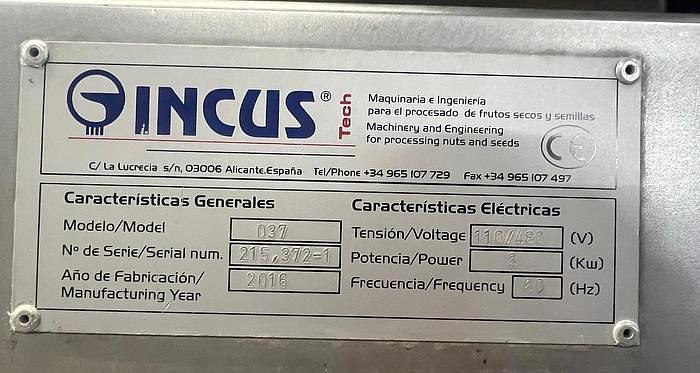 INCUS® Tech
Maquinaria e Ingeniería
para el procesado de frutos secos y semillas
Machinery and Engineering
for processing nuts and seeds
CE
C/ La Lucrecia s/n, 03006 Alicante.España Tel/Phone +34 965 107 729 Fax +34 965 107 497
Características Generales
Modelo/Model 037
Nº de Serie/Serial num. 215,372-1
Año de Fabricación/
Manufacturing Year 2016
Características Eléctricas
Tensión/Voltage 110/480 (V)
Potencia/Power 3 (Kw)
Frecuencia/Frequency (Hz)